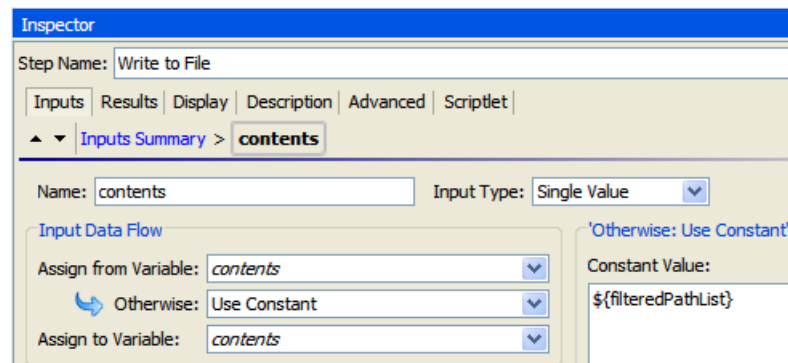 Inspector
Step Name: Write to File
Inputs Results Display Description Advanced Scriptlet
Inputs Summary > contents
Name: contents Input Type: Single Value
Input Data Flow 'Otherwise: Use Constant'
Assign from Variable: contents Constant Value:
Otherwise: Use Constant ${filteredPathList}
Assign to Variable: contents